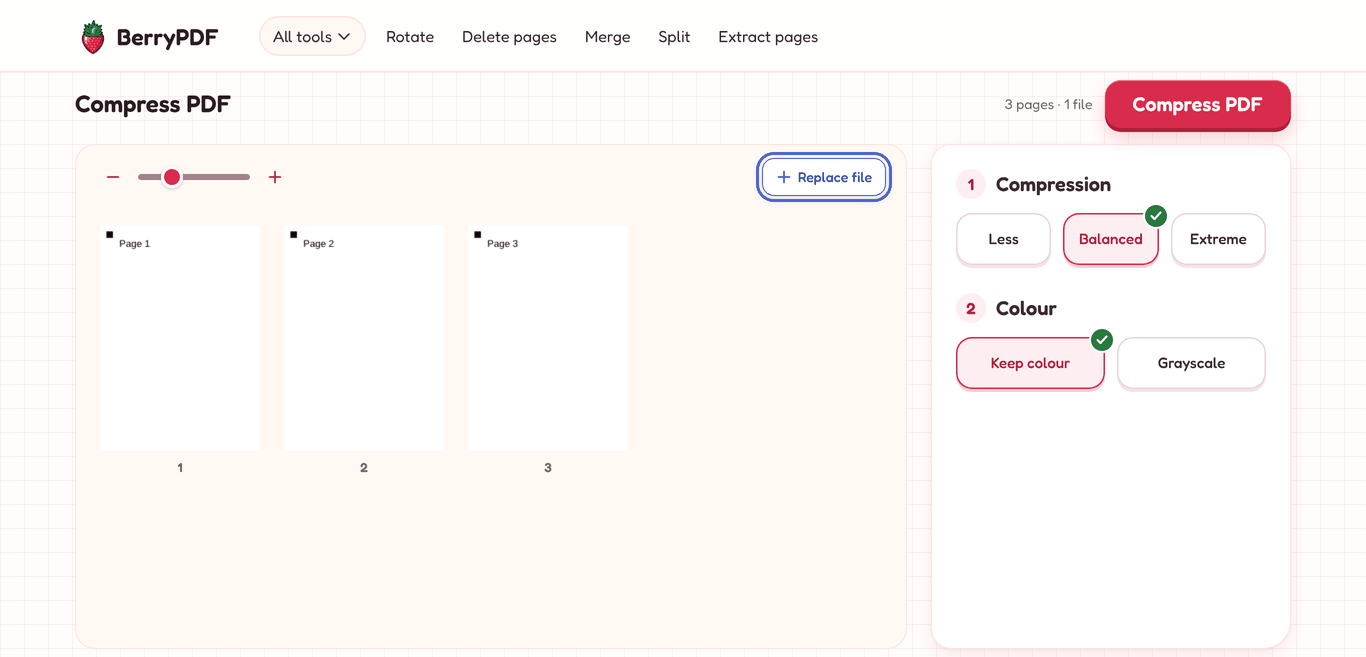 BerryPDF All tools Rotate Delete pages Merge Split Extract pages
Compress PDF
3 pages · 1 file
Compress PDF
Replace file
Page 1
Page 2
Page 3
1
2
3
1 Compression
Less Balanced Extreme
2 Colour
Keep colour Grayscale